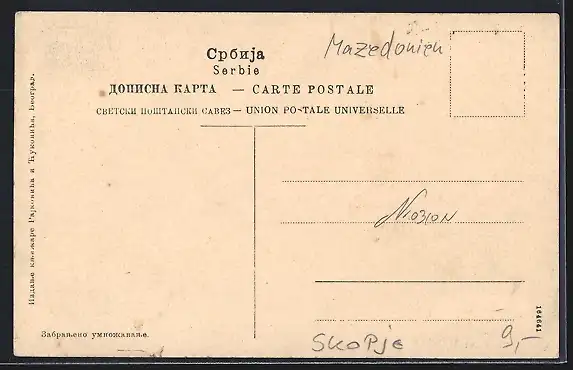 Србија
Serbie
Mazedonien
ДОПИСНА КАРТА — CARTE POSTALE
СВЕТСКИ ПОШТАНСКИ САВЕЗ — UNION POSTALE UNIVERSELLE
Издање књижаре Рајковића и Ћуковића, Београд.
Забрањено умножавање.
SKOPJE
9,-
164641